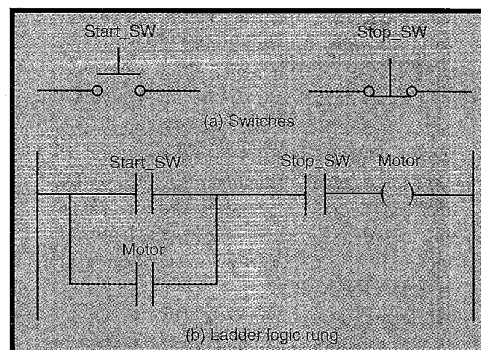 Start_SW Stop_SW
(a) Switches
Start_SW Stop_SW Motor
Motor
(b) Ladder logic rung